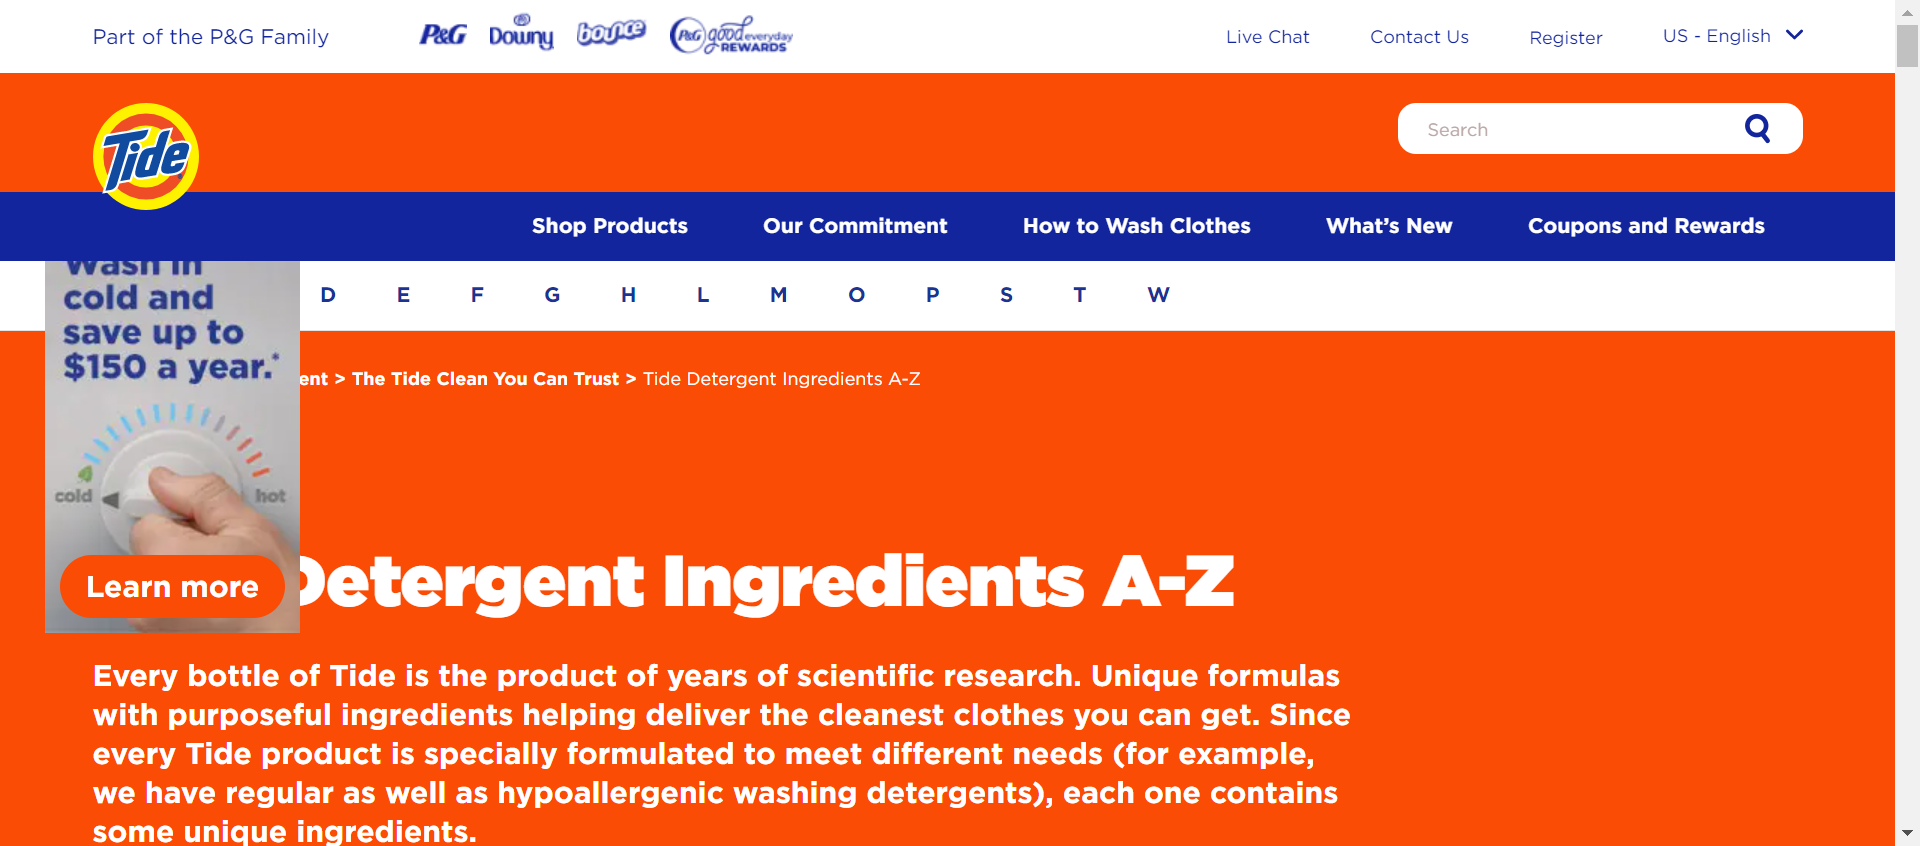 Part of the P&G Family
P&G
Downy
bounce
P&G good everyday REWARDS
Live Chat
Contact Us
Register
US - English
Tide
Search
Shop Products
Our Commitment
How to Wash Clothes
What's New
Coupons and Rewards
D E F G H L M O P S T W
Wash in
cold and
save up to
$150 a year.*
cold
hot
Learn more
ent > The Tide Clean You Can Trust > Tide Detergent Ingredients A-Z
Detergent Ingredients A-Z
Every bottle of Tide is the product of years of scientific research. Unique formulas
with purposeful ingredients helping deliver the cleanest clothes you can get. Since
every Tide product is specially formulated to meet different needs (for example,
we have regular as well as hypoallergenic washing detergents), each one contains
some unique ingredients.